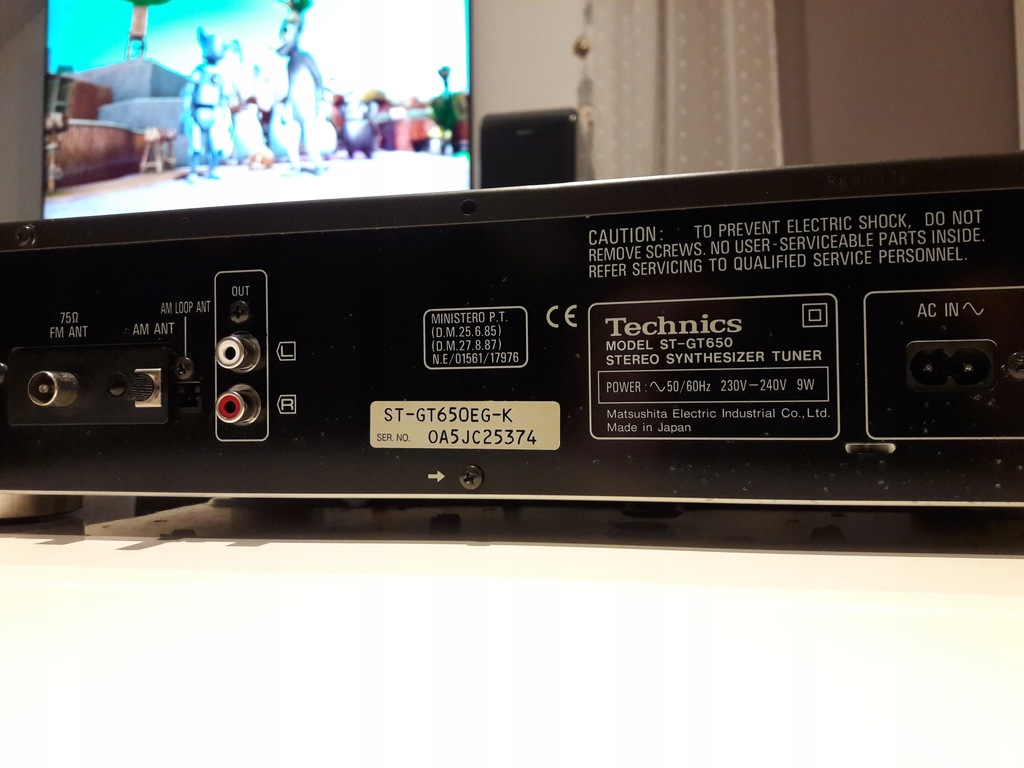 CAUTION: TO PREVENT ELECTRIC SHOCK, DO NOT
REMOVE SCREWS. NO USER-SERVICEABLE PARTS INSIDE.
REFER SERVICING TO QUALIFIED SERVICE PERSONNEL.
75Ω
FM ANT
AM ANT
AM LOOP ANT
OUT
L
R
MINISTERO P.T.
(D.M.25.6.85)
(D.M.27.8.87)
N.E/01561/17976
CE
Technics
MODEL ST-GT650
STEREO SYNTHESIZER TUNER
POWER : ∿50/60Hz 230V–240V 9W
Matsushita Electric Industrial Co.,Ltd.
Made in Japan
AC IN∿
ST-GT650EG-K
SER. NO. 0A5JC25374